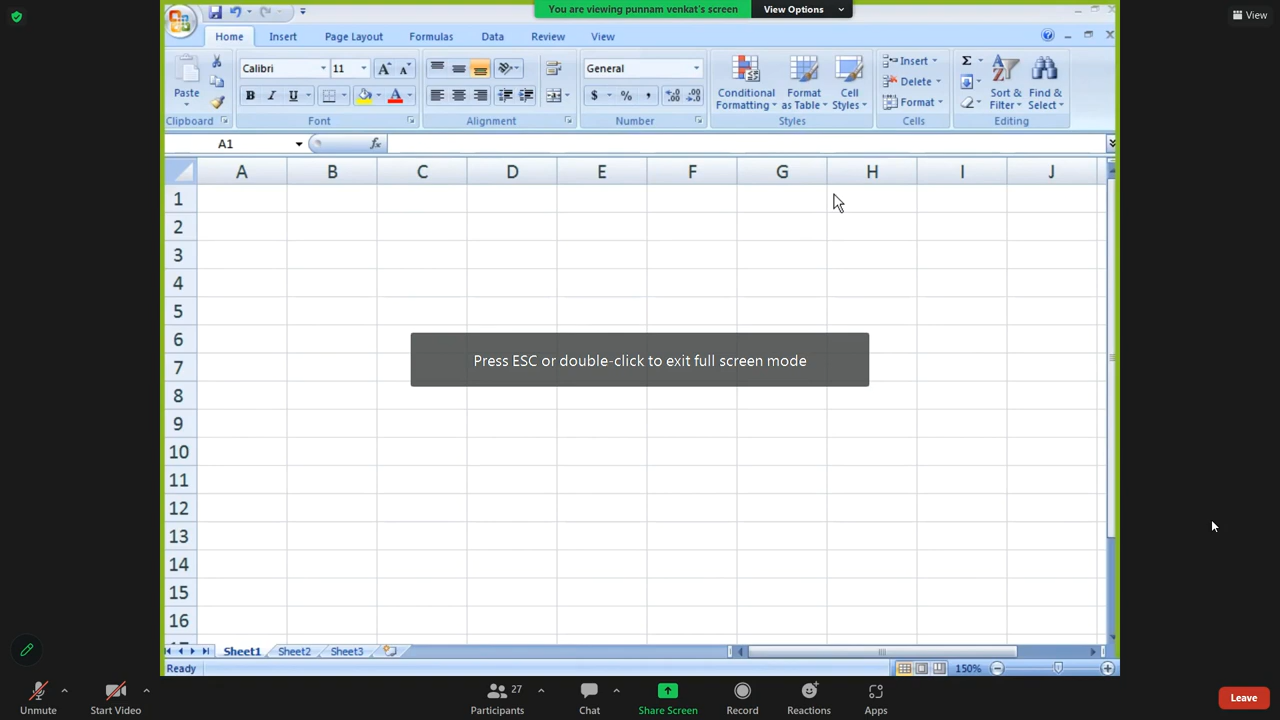 You are viewing punnam venkat's screen View Options
View
Home Insert Page Layout Formulas Data Review View
Calibri 11 General
Paste B I U $ % , Conditional Formatting Format as Table Cell Styles Insert Delete Format Σ Sort & Filter Find & Select
Clipboard Font Alignment Number Styles Cells Editing
A1 fx
A B C D E F G H I J
1
2
3
4
5
6
Press ESC or double-click to exit full screen mode
7
8
9
10
11
12
13
14
15
16
Sheet1 Sheet2 Sheet3
Ready 150%
27
Unmute Start Video Participants Chat Share Screen Record Reactions Apps Leave